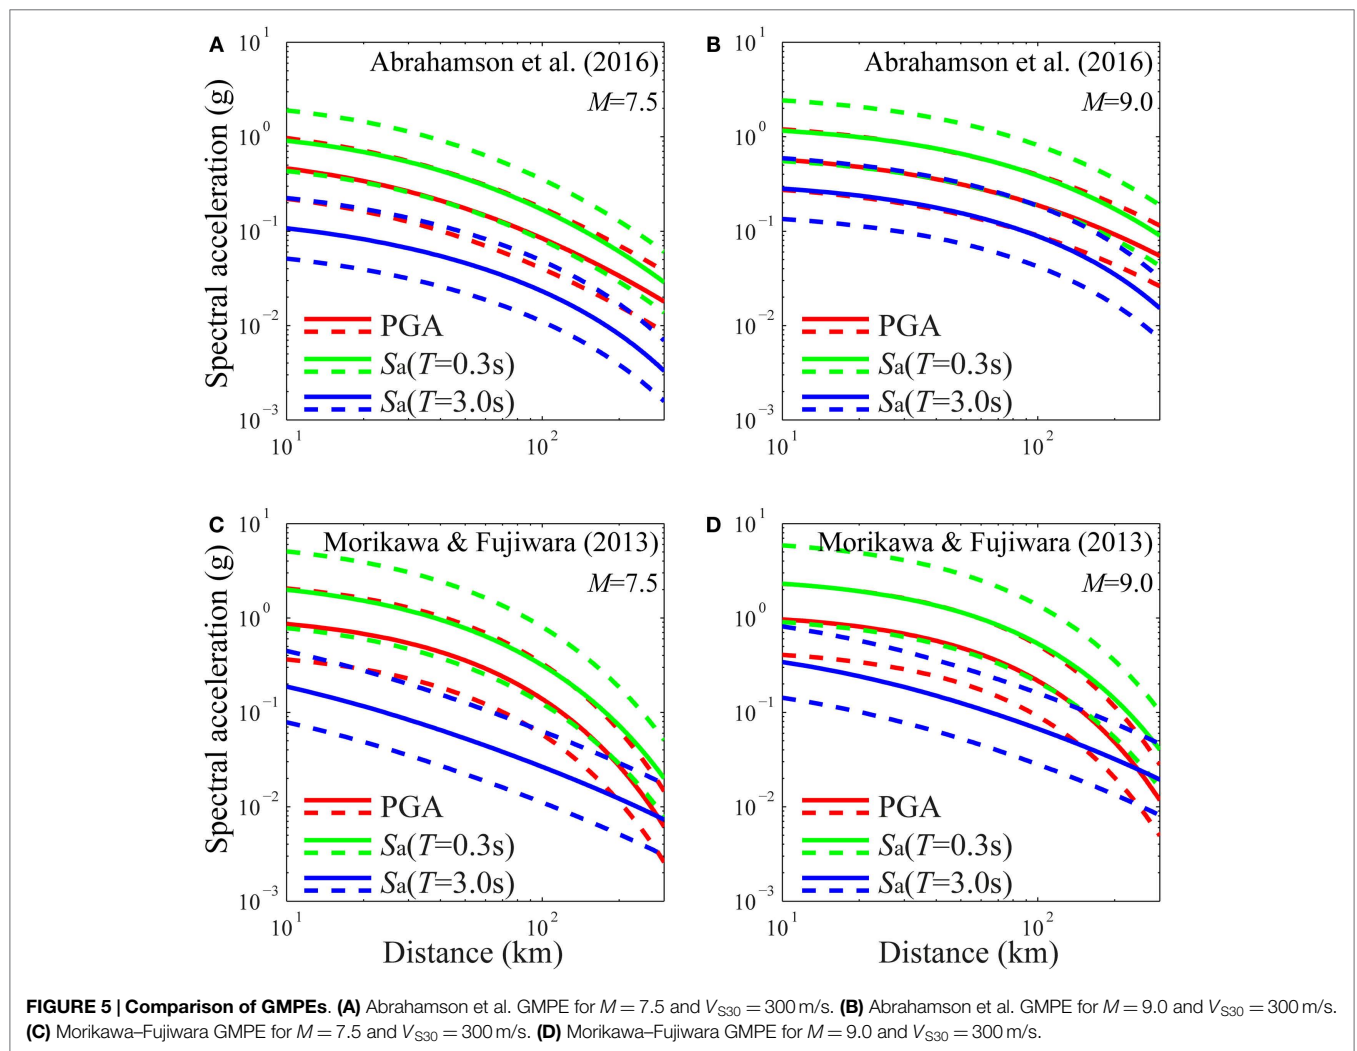 A
Abrahamson et al. (2016)
M=7.5
Spectral acceleration (g)
10^1
10^0
10^−1
10^−2
10^−3
10^1
10^2
PGA
Sa(T=0.3s)
Sa(T=3.0s)
B
Abrahamson et al. (2016)
M=9.0
10^1
10^0
10^−1
10^−2
10^−3
10^1
10^2
PGA
Sa(T=0.3s)
Sa(T=3.0s)
C
Morikawa & Fujiwara (2013)
M=7.5
Spectral acceleration (g)
10^1
10^0
10^−1
10^−2
10^−3
10^1
10^2
Distance (km)
PGA
Sa(T=0.3s)
Sa(T=3.0s)
D
Morikawa & Fujiwara (2013)
M=9.0
10^1
10^0
10^−1
10^−2
10^−3
10^1
10^2
Distance (km)
PGA
Sa(T=0.3s)
Sa(T=3.0s)
FIGURE 5 | Comparison of GMPEs. (A) Abrahamson et al. GMPE for M = 7.5 and VS30 = 300 m/s. (B) Abrahamson et al. GMPE for M = 9.0 and VS30 = 300 m/s.
(C) Morikawa–Fujiwara GMPE for M = 7.5 and VS30 = 300 m/s. (D) Morikawa–Fujiwara GMPE for M = 9.0 and VS30 = 300 m/s.